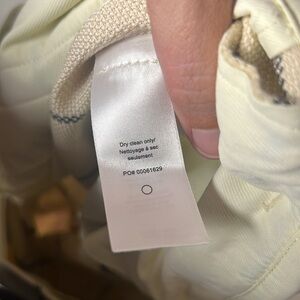 Dry clean only/
Nettoyage à sec
seulement
PO# 00061629